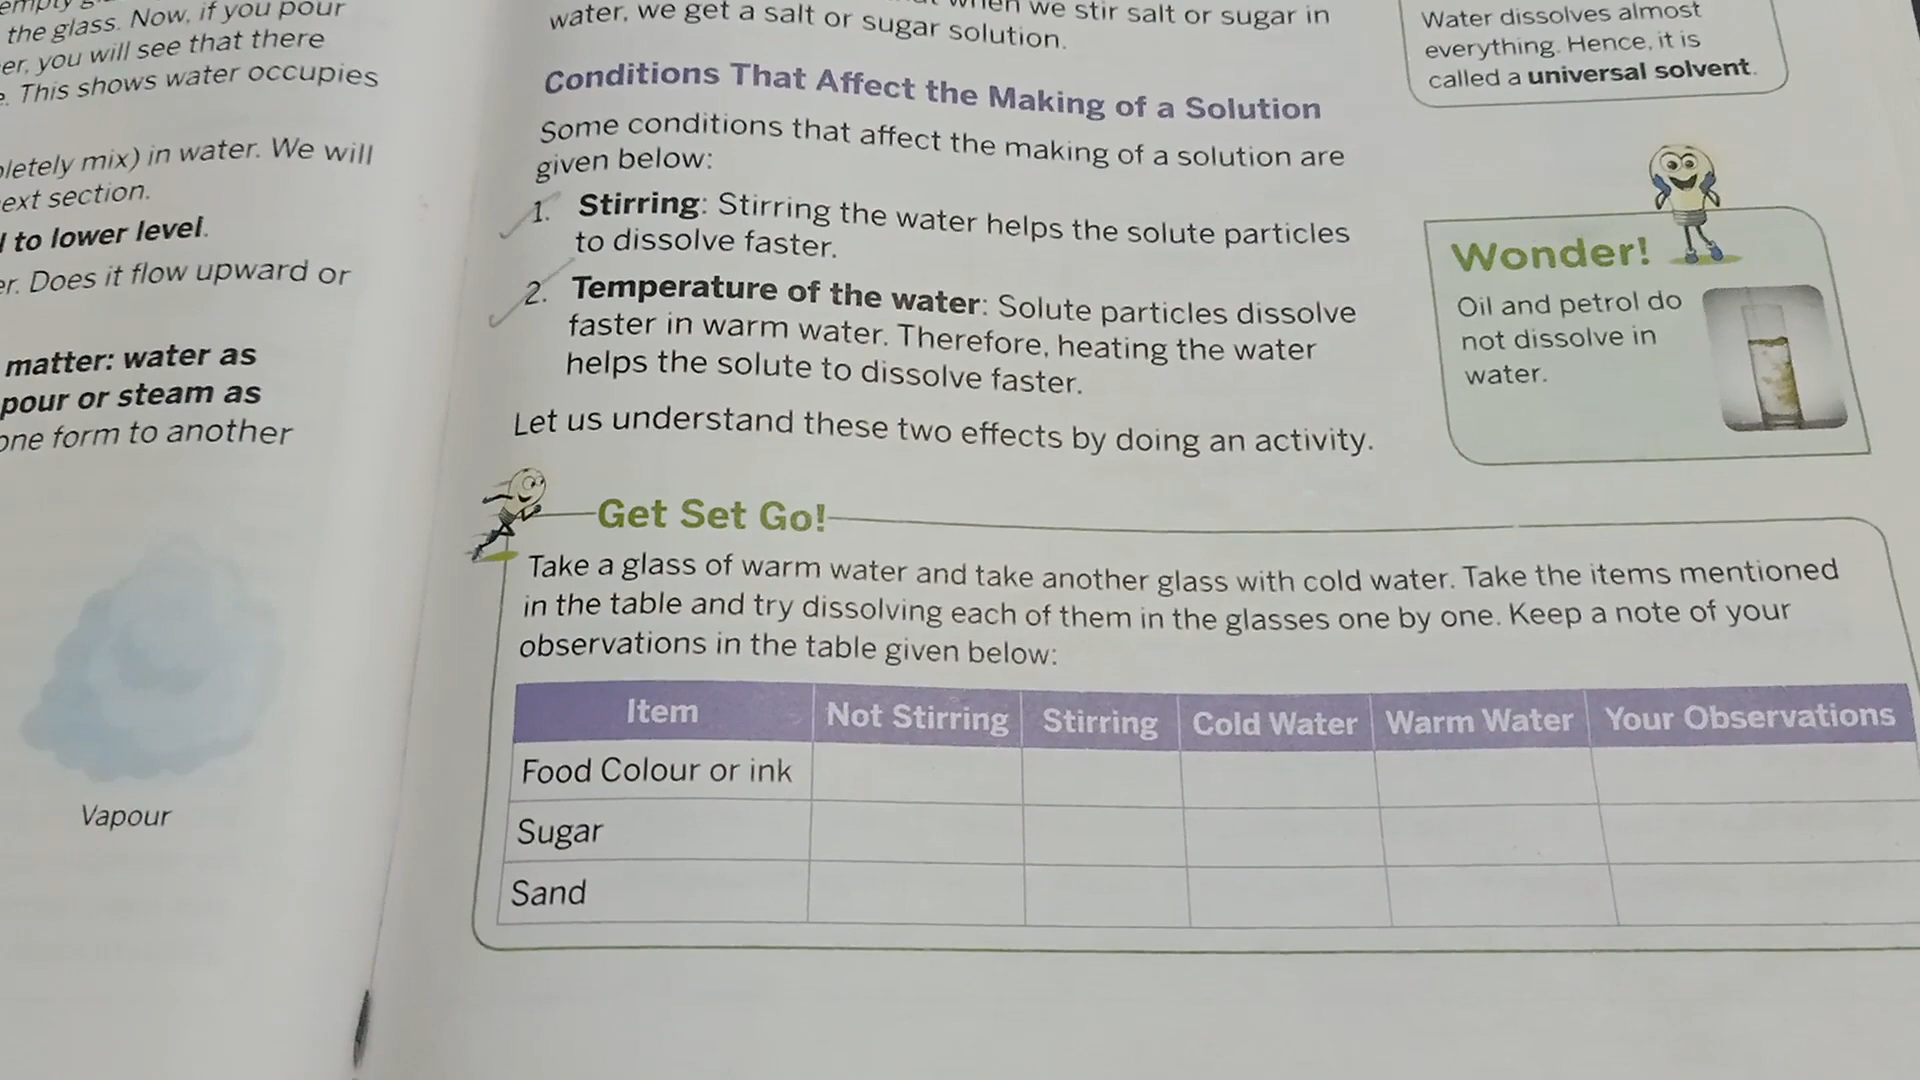 the glass. Now, if you pour
er, you will see that there
This shows water occupies
pletely mix) in water. We will
ext section.
to lower level.
er. Does it flow upward or
matter: water as
pour or steam as
one form to another
Vapour
when we stir salt or sugar in
water, we get a salt or sugar solution.
Conditions That Affect the Making of a Solution
Some conditions that affect the making of a solution are
given below:
1. Stirring: Stirring the water helps the solute particles
to dissolve faster.
2. Temperature of the water: Solute particles dissolve
faster in warm water. Therefore, heating the water
helps the solute to dissolve faster.
Let us understand these two effects by doing an activity.
Water dissolves almost
everything. Hence, it is
called a universal solvent.
Wonder!
Oil and petrol do
not dissolve in
water.
Get Set Go!
Take a glass of warm water and take another glass with cold water. Take the items mentioned
in the table and try dissolving each of them in the glasses one by one. Keep a note of your
observations in the table given below:
Item Not Stirring Stirring Cold Water Warm Water Your Observations
Food Colour or ink
Sugar
Sand